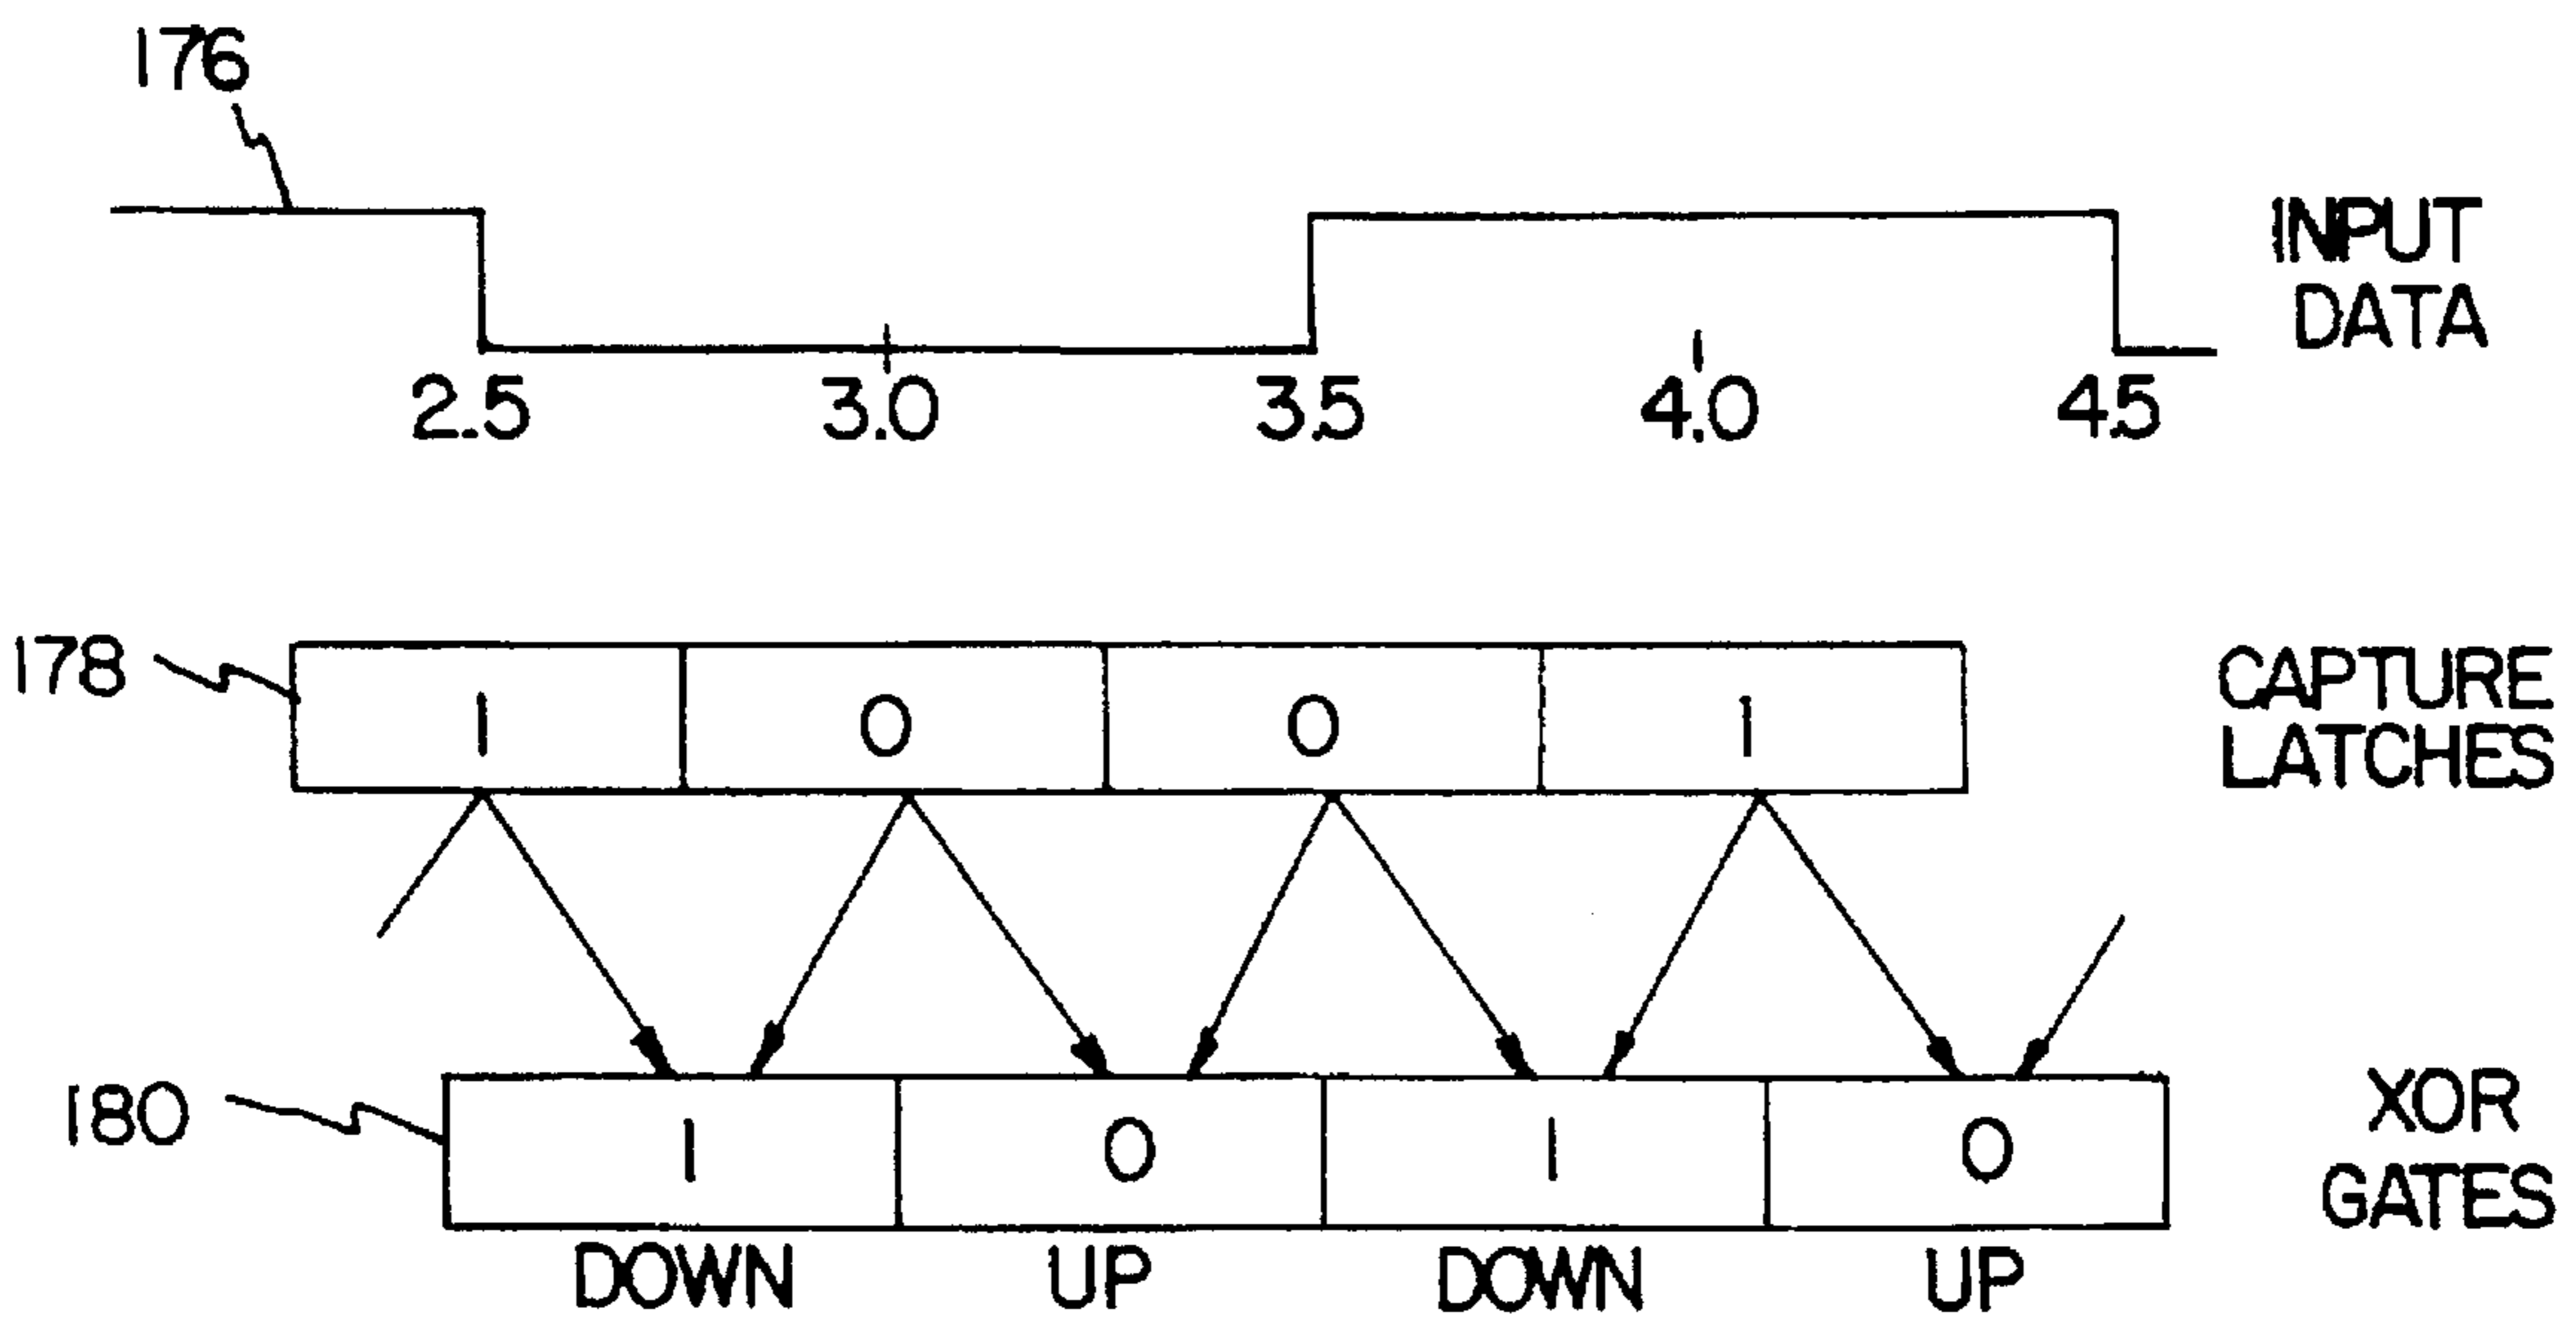 176
INPUT
DATA
2.5 3.0 3.5 4.0 4.5
178
1 0 0 1
CAPTURE
LATCHES
180
1 0 1 0
XOR
GATES
DOWN UP DOWN UP